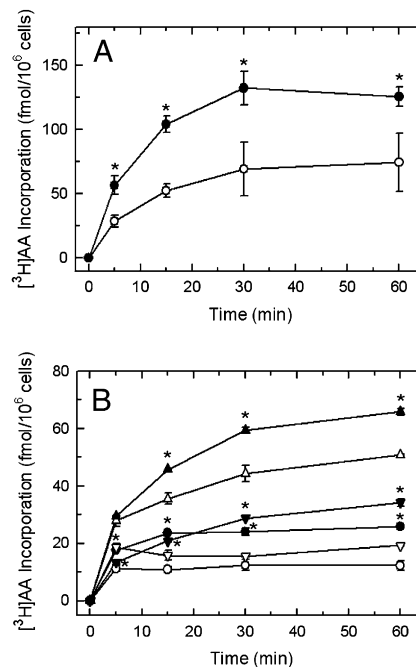 A
[³H]AA Incorporation (fmol/10⁶ cells)
150
100
50
0
* * * *
0 10 20 30 40 50 60
Time (min)
B
[³H]AA Incorporation (fmol/10⁶ cells)
80
60
40
20
0
* * * * * * * * * * * *
0 10 20 30 40 50 60
Time (min)